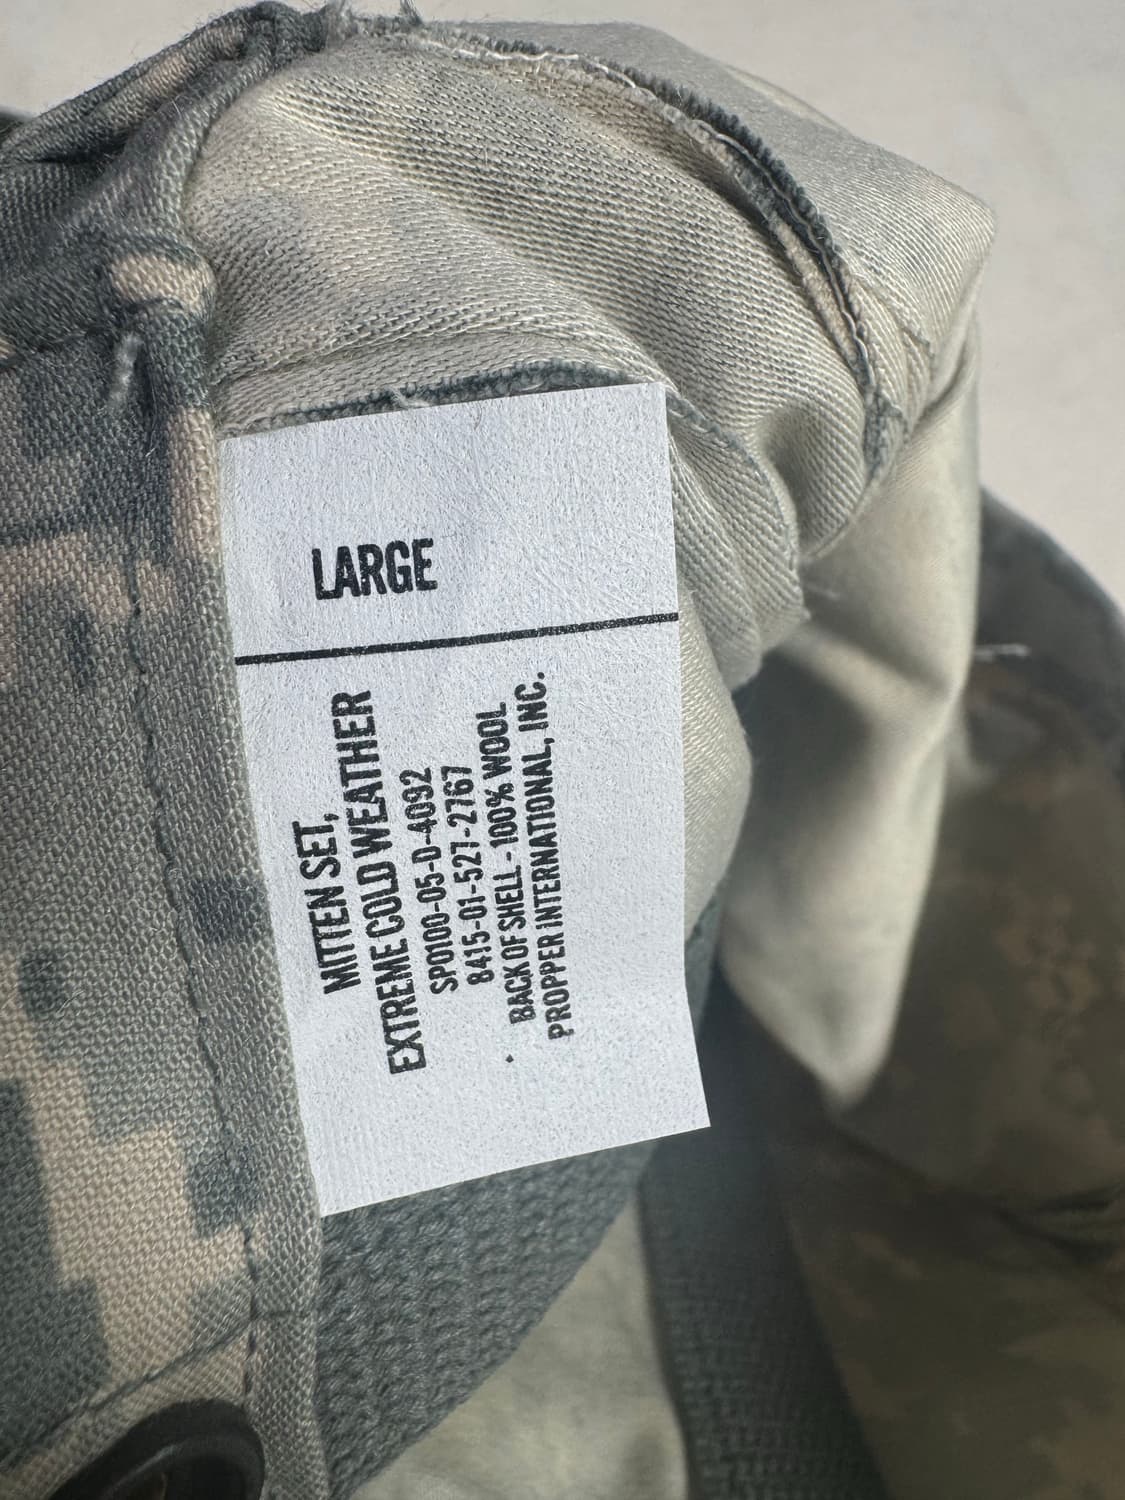 LARGE
MITTEN SET,
EXTREME COLD WEATHER
SP0100-05-D-4092
8415-01-527-2767
BACK OF SHELL - 100% WOOL
PROPPER INTERNATIONAL, INC.